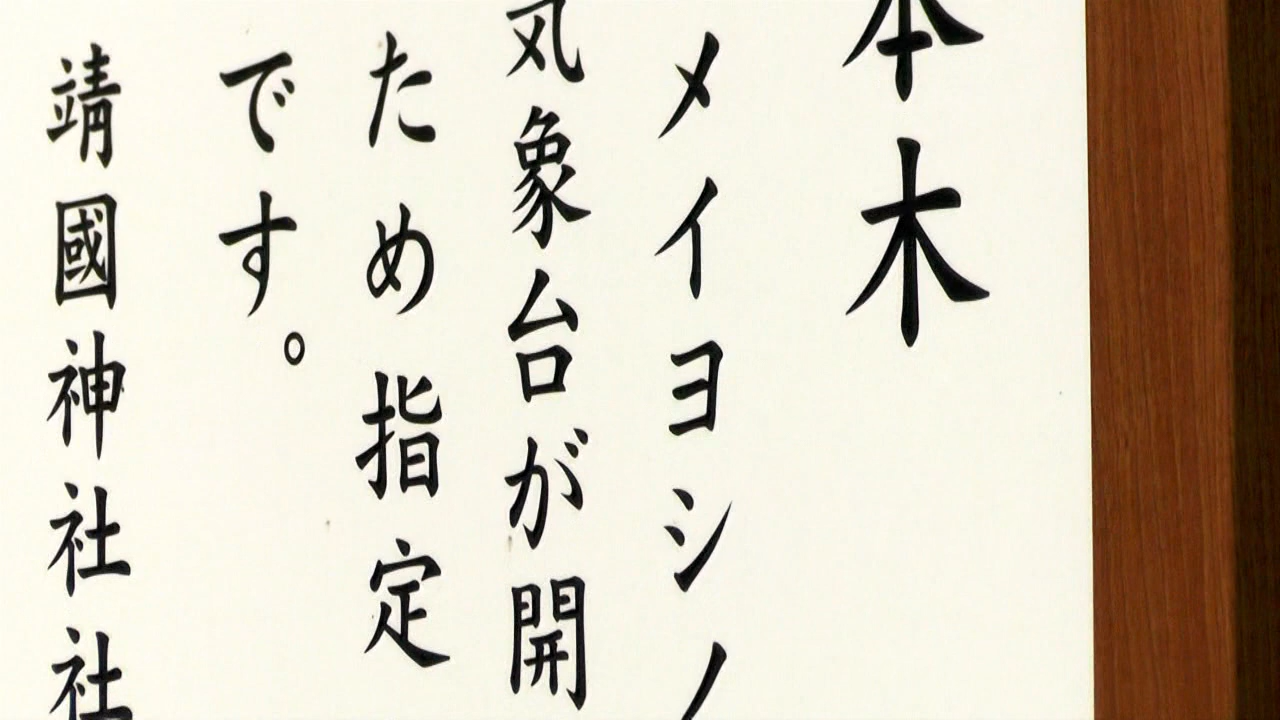 本木
メイヨシノ
気象台が開
ため指定
です。
靖國神社社